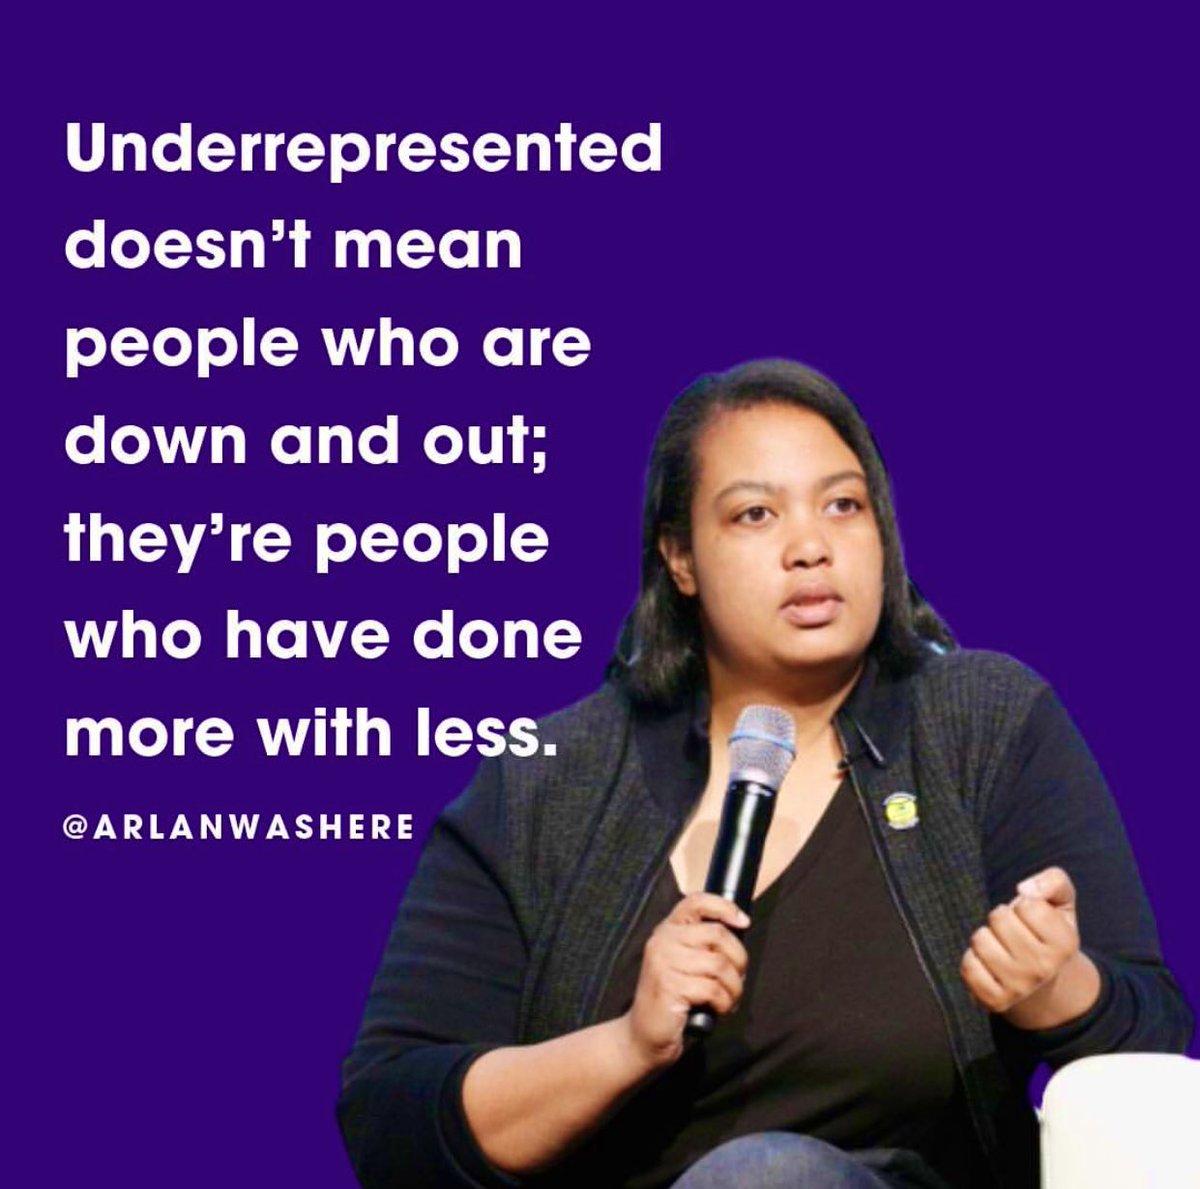 Underrepresented
doesn’t mean
people who are
down and out;
they’re people
who have done
more with less.
@ARLANWASHERE